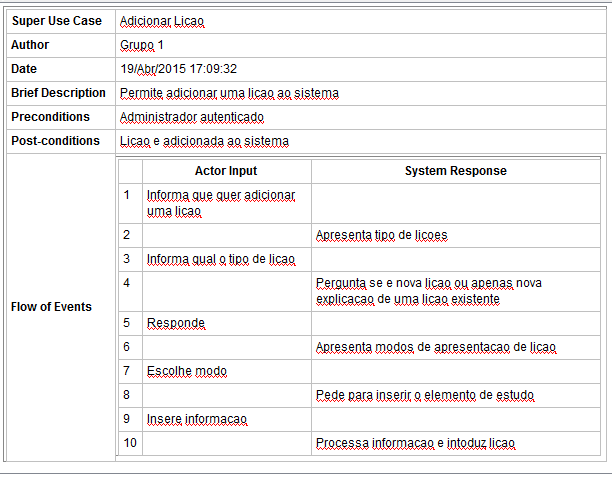 Super Use Case Adicionar Licao
Author Grupo 1
Date 19/Abr/2015 17:09:32
Brief Description Permite adicionar uma licao ao sistema
Preconditions Administrador autenticado
Post-conditions Licao e adicionada ao sistema
Flow of Events
Actor Input System Response
1 Informa que quer adicionar
uma licao
2 Apresenta tipo de licoes
3 Informa qual o tipo de licao
4 Pergunta se e nova licao ou apenas nova
explicacao de uma licao existente
5 Responde
6 Apresenta modos de apresentacao de licao
7 Escolhe modo
8 Pede para inserir o elemento de estudo
9 Insere informacao
10 Processa informacao e intoduz licao